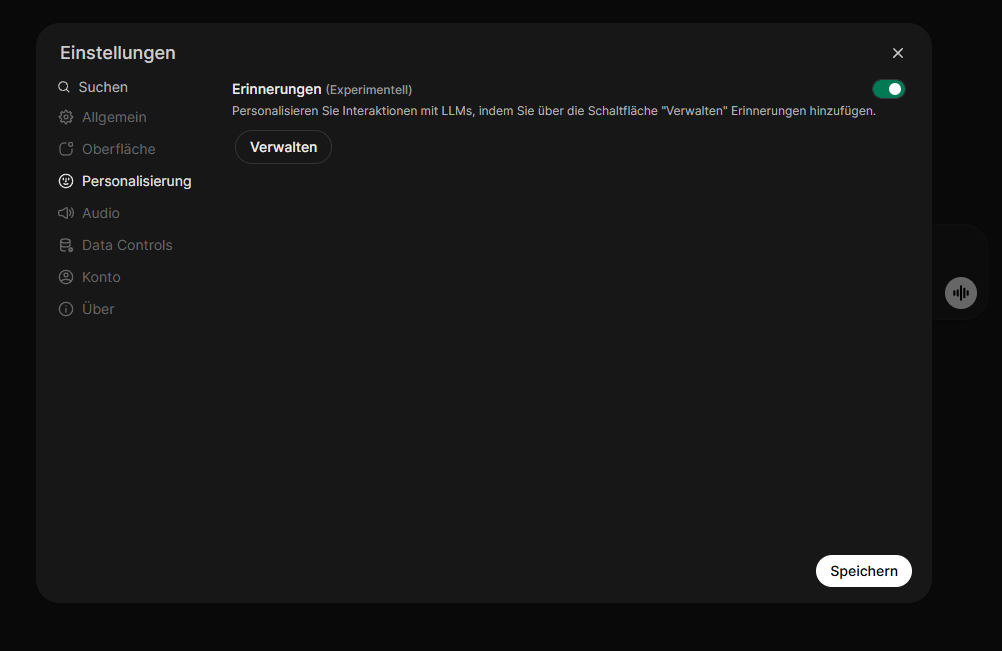 Einstellungen
Suchen
Allgemein
Oberfläche
Personalisierung
Audio
Data Controls
Konto
Über
Erinnerungen (Experimentell)
Personalisieren Sie Interaktionen mit LLMs, indem Sie über die Schaltfläche "Verwalten" Erinnerungen hinzufügen.
Verwalten
Speichern